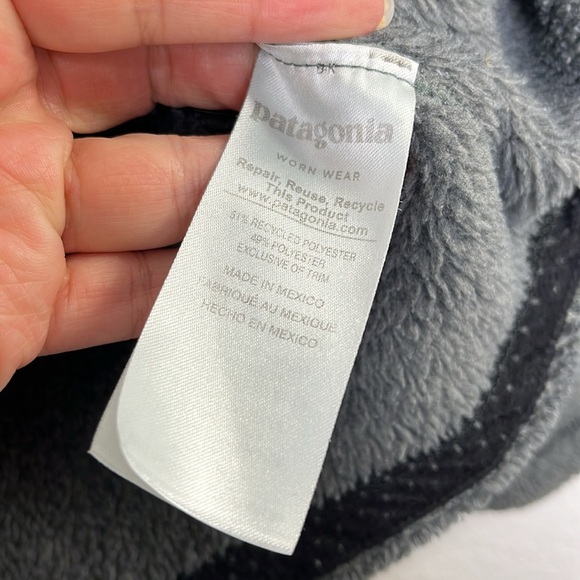 patagonia
WORN WEAR
Repair, Reuse, Recycle
This Product
www.patagonia.com
51% RECYCLED POLYESTER
49% POLYESTER
EXCLUSIVE OF TRIM
MADE IN MEXICO
FABRIQUÉ AU MEXIQUE
HECHO EN MEXICO